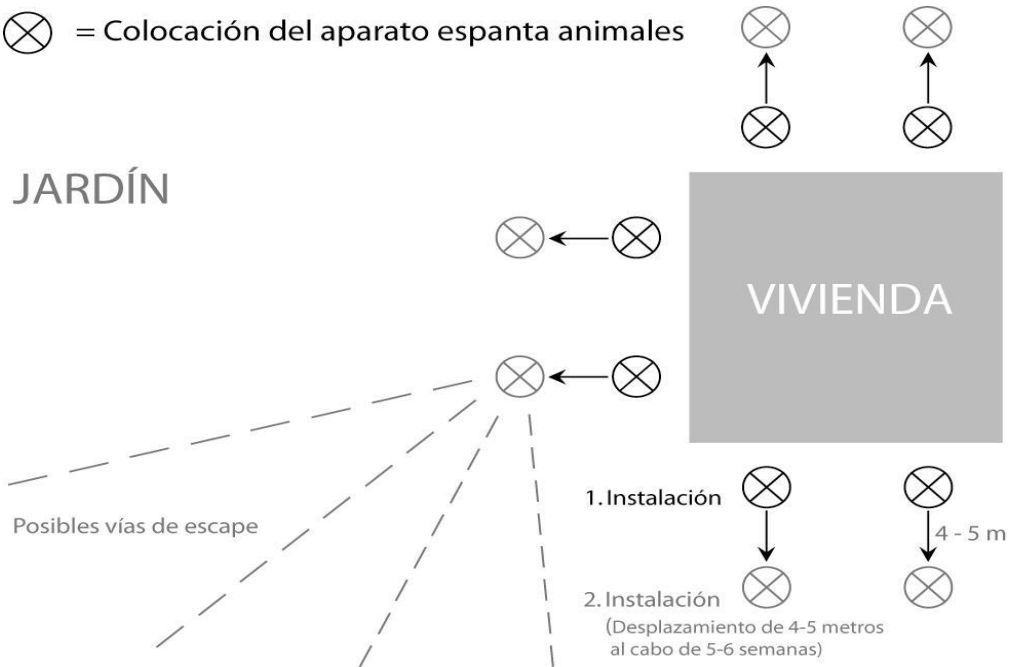 = Colocación del aparato espanta animales
JARDÍN
VIVIENDA
1. Instalación
4 - 5 m
Posibles vías de escape
2. Instalación
(Desplazamiento de 4-5 metros
al cabo de 5-6 semanas)